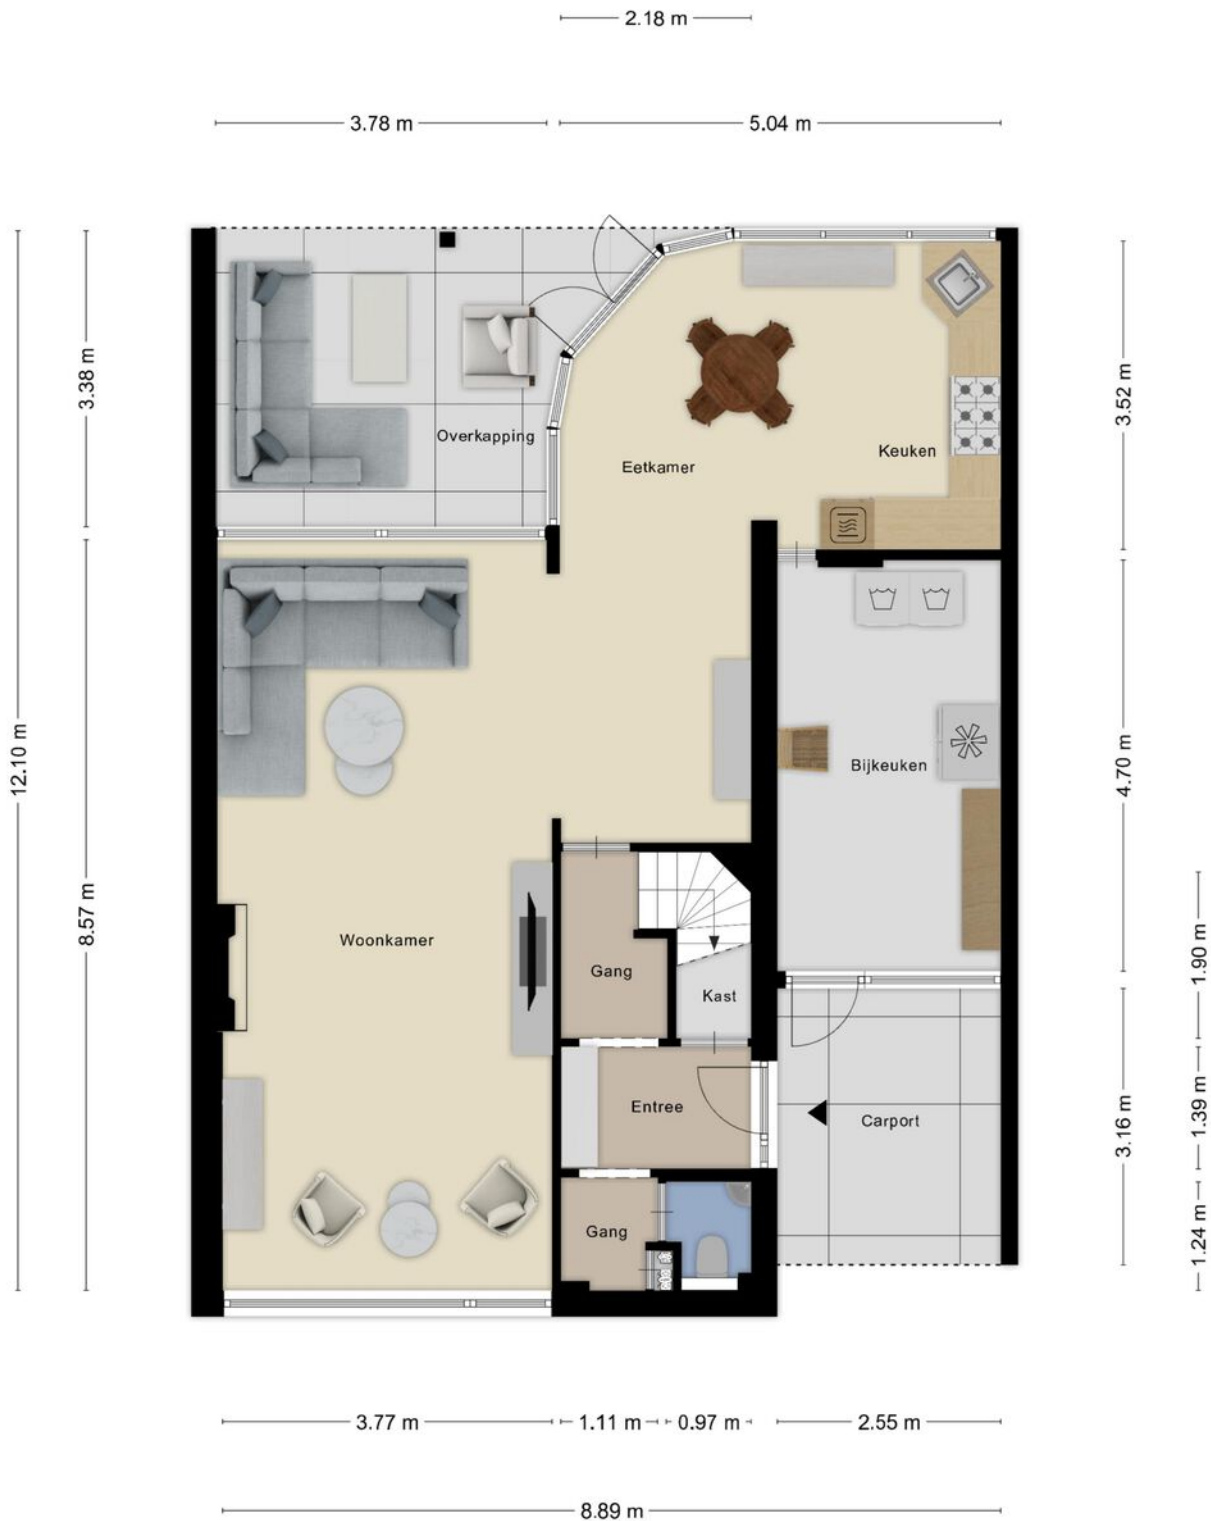 2.18 m
3.78 m
5.04 m
3.38 m
3.52 m
Overkapping
Keuken
Eetkamer
12.10 m
4.70 m
Bijkeuken
8.57 m
Woonkamer
1.90 m
Gang
Kast
Entree
Carport
1.39 m
3.16 m
Gang
1.24 m
3.77 m
1.11 m
0.97 m
2.55 m
8.89 m